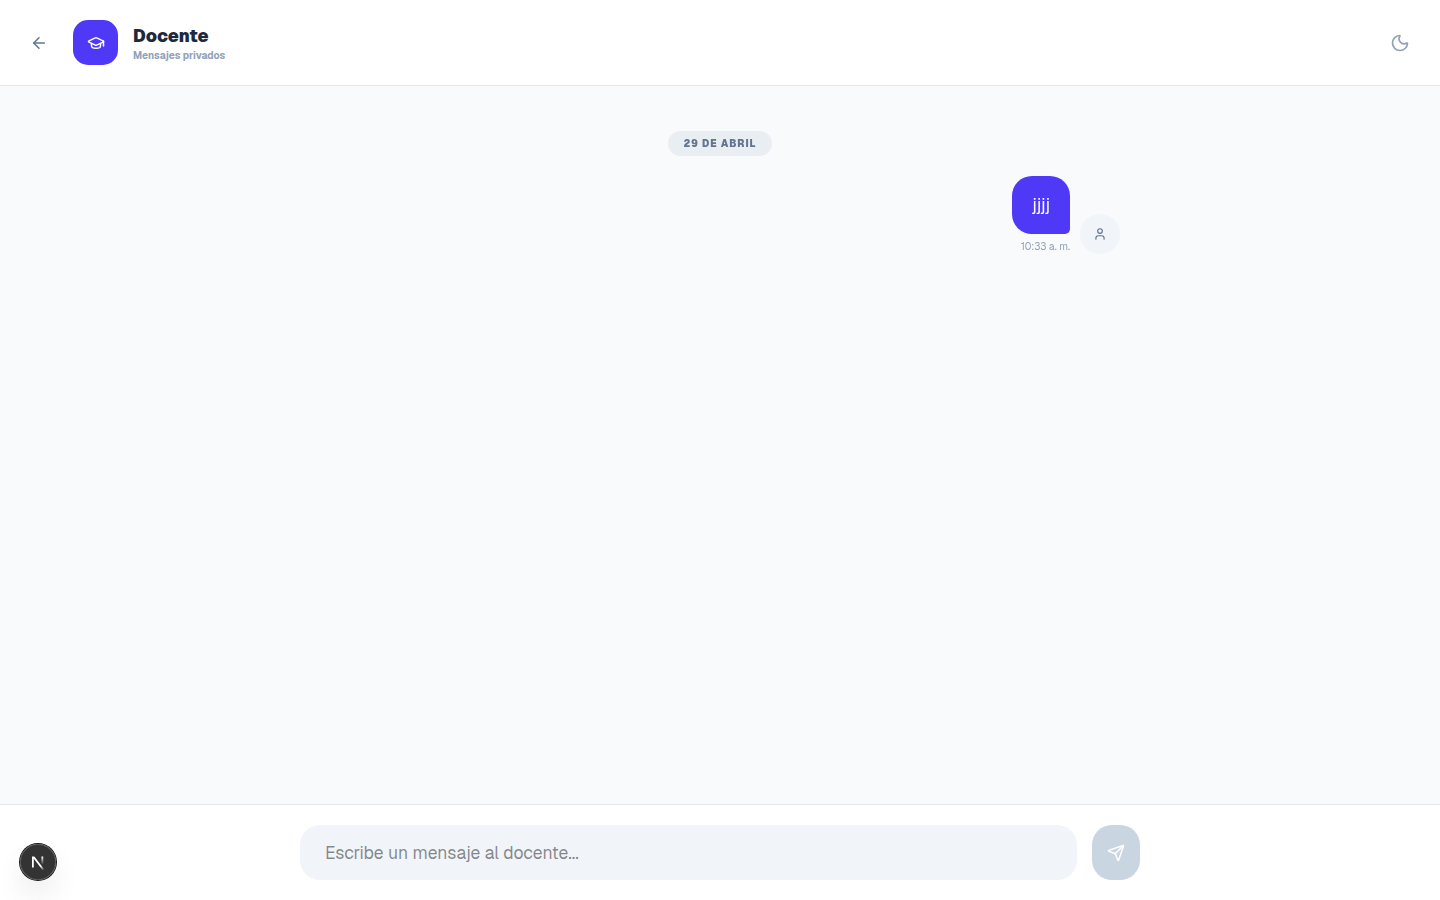 Docente
Mensajes privados
29 DE ABRIL
jjjj
10:33 a. m.
Escribe un mensaje al docente...
N